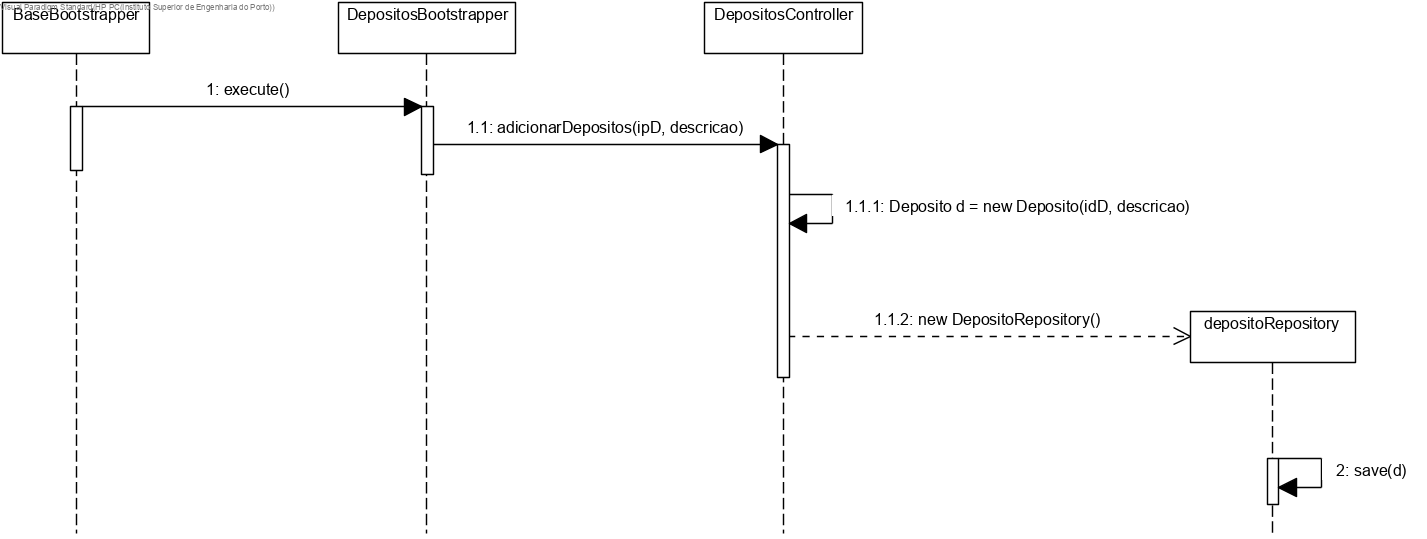 Visual Paradigm Standard(HP PC(Instituto Superior de Engenharia do Porto))
BaseBootstrapper
DepositosBootstrapper
DepositosController
1: execute()
1.1: adicionarDepositos(ipD, descricao)
1.1.1: Deposito d = new Deposito(idD, descricao)
1.1.2: new DepositoRepository()
depositoRepository
2: save(d)